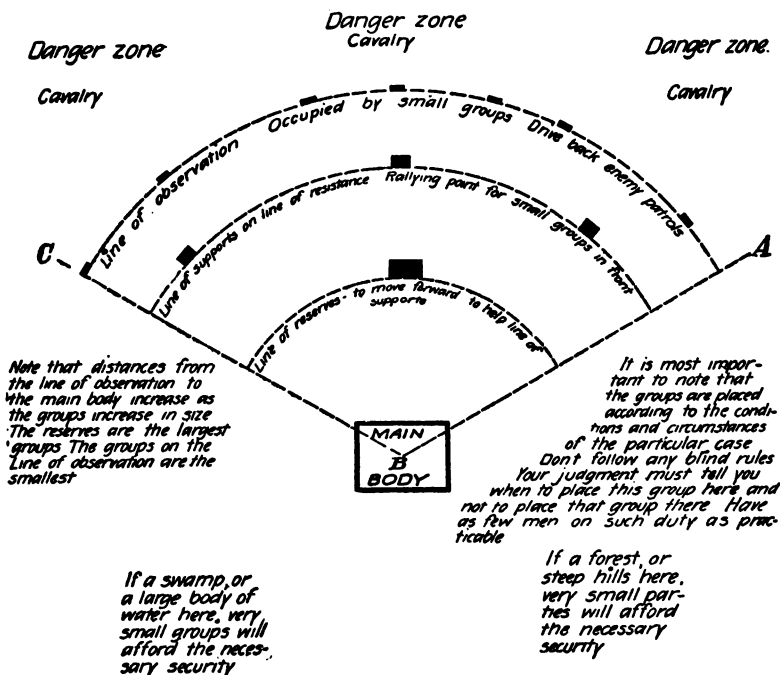 Danger zone
Cavalry
Danger zone
Cavalry
Danger zone.
Cavalry
Line of observation Occupied by small groups Drive back enemy patrols
C
A
Line of supports on line of resistance Rallying point for small groups in front
Line of reserves - to move forward to help line of
supports
Note that distances from
the line of observation to
the main body increase as
the groups increase in size
The reserves are the largest
groups The groups on the
Line of observation are the
smallest
MAIN
B
BODY
It is most impor-
tant to note that
the groups are placed
according to the condi-
tions and circumstances
of the particular case
Don't follow any blind rules
Your judgment must tell you
when to place this group here and
not to place that group there Have
as few men on such duty as prac-
ticable
If a swamp, or
a large body of
water here, very
small groups will
afford the neces-
sary security
If a forest, or
steep hills here,
very small par-
ties will afford
the necessary
security